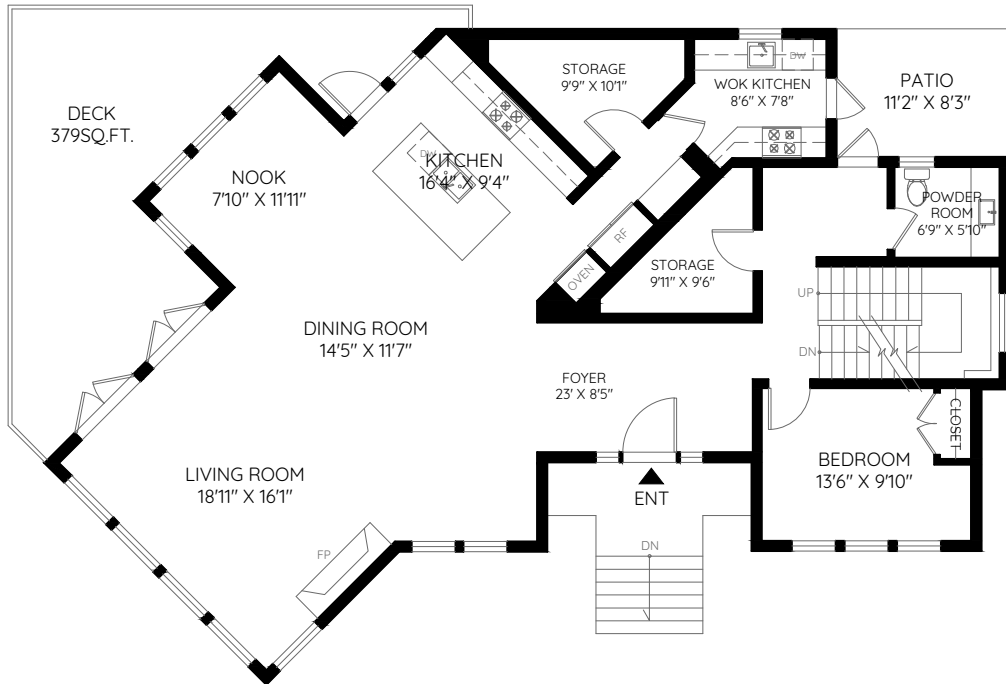 DECK
379SQ.FT.
NOOK
7'10" X 11'11"
DW
KITCHEN
16'4" X 9'4"
STORAGE
9'9" X 10'1"
DW
WOK KITCHEN
8'6" X 7'8"
PATIO
11'2" X 8'3"
POWDER
ROOM
6'9" X 5'10"
RF
OVEN
STORAGE
9'11" X 9'6"
UP
DN
DINING ROOM
14'5" X 11'7"
FOYER
23' X 8'5"
LIVING ROOM
18'11" X 16'1"
FP
ENT
DN
BEDROOM
13'6" X 9'10"
CLOSET